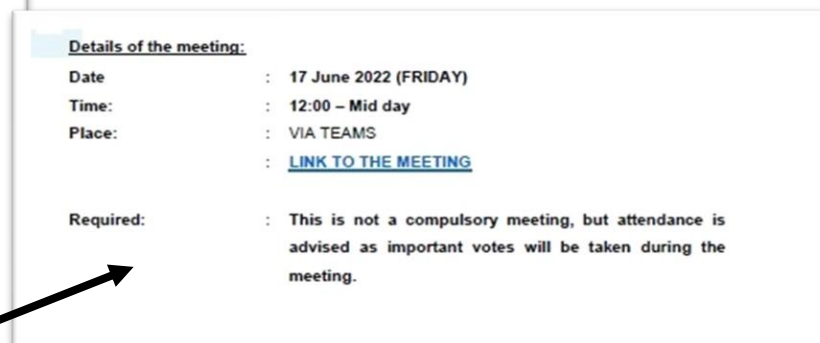 Details of the meeting:
Date : 17 June 2022 (FRIDAY)
Time: : 12:00 – Mid day
Place: : VIA TEAMS
: LINK TO THE MEETING
Required: : This is not a compulsory meeting, but attendance is
advised as important votes will be taken during the
meeting.